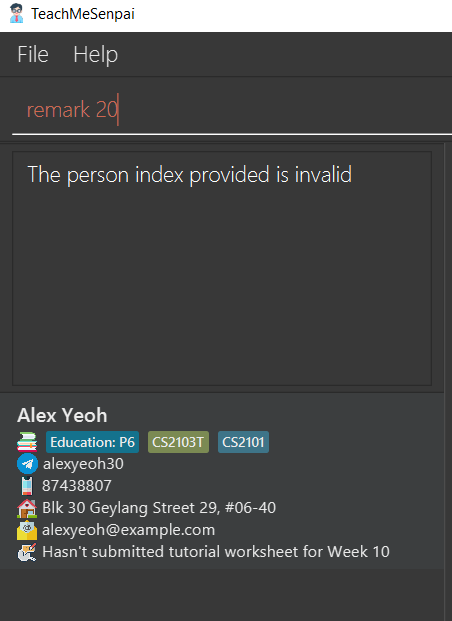 TeachMeSenpai
File Help
remark 20
The person index provided is invalid
Alex Yeoh
Education: P6 CS2103T CS2101
alexyeoh30
87438807
Blk 30 Geylang Street 29, #06-40
alexyeoh@example.com
Hasn't submitted tutorial worksheet for Week 10